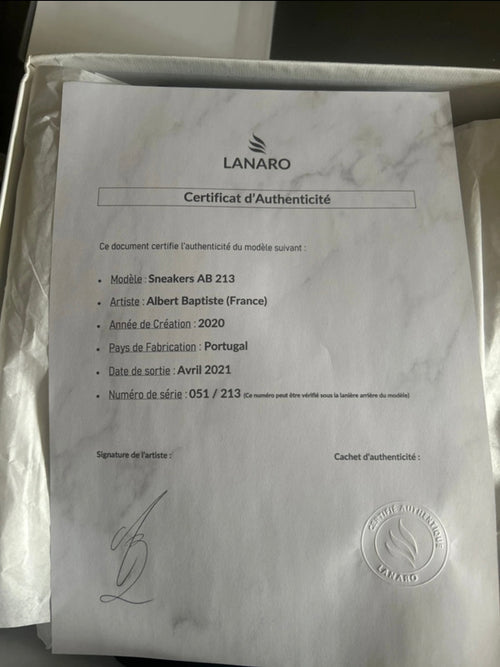 LANARO
Certificat d'Authenticité
Ce document certifie l'authenticité du modèle suivant :
• Modèle : Sneakers AB 213
• Artiste : Albert Baptiste (France)
• Année de Création : 2020
• Pays de Fabrication : Portugal
• Date de sortie : Avril 2021
• Numéro de série : 051 / 213 (Ce numéro peut être vérifié sous la lanière arrière du modèle)
Signature de l'artiste :
Cachet d'authenticité :
CERTIFIÉ AUTHENTIQUE
LANARO